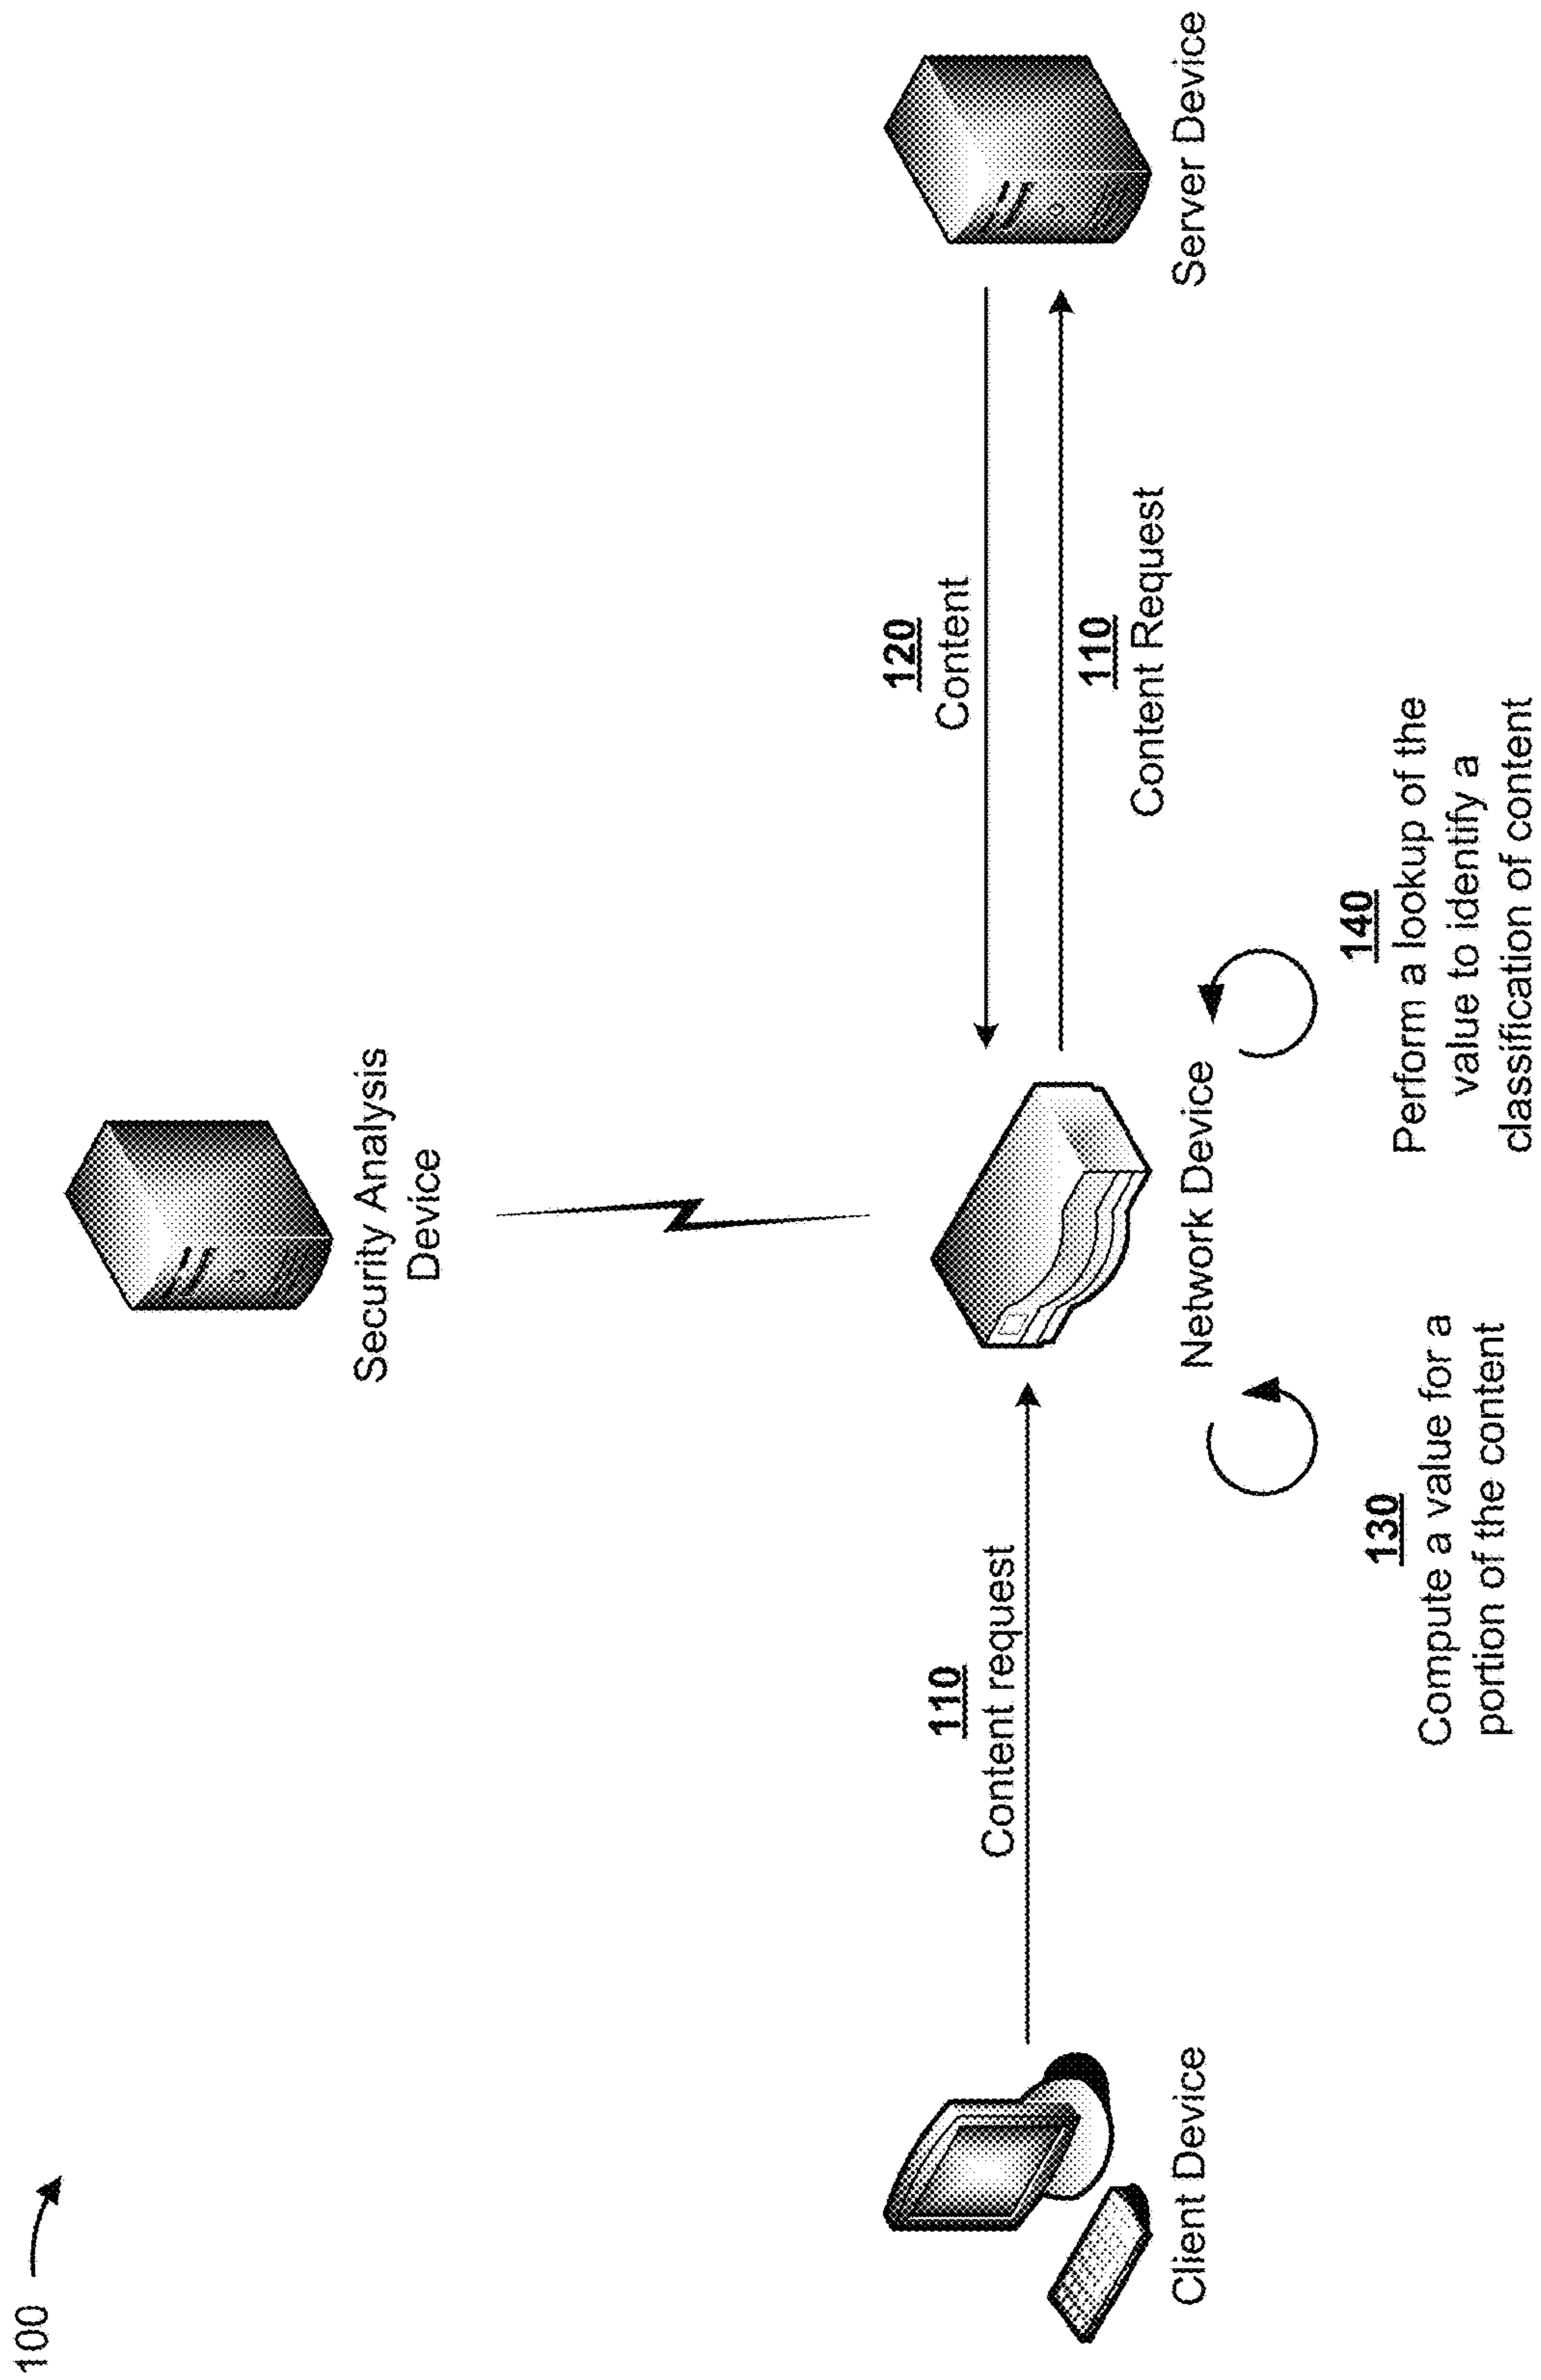 100
Security Analysis
Device
120
Content
110
Content request
110
Content Request
Client Device
Network Device
Server Device
130
Compute a value for a
portion of the content
140
Perform a lookup of the
value to identify a
classification of content